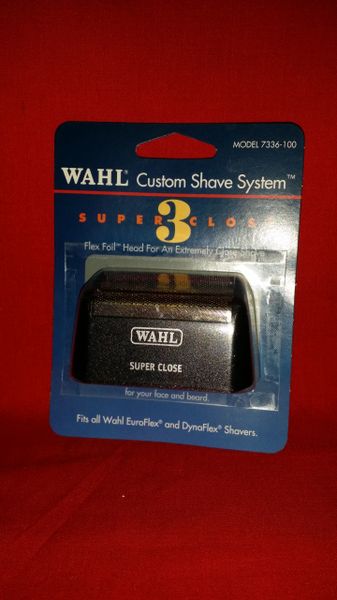 MODEL 7336-100
WAHL® Custom Shave System™
SUPER 3 CLOSE
Flex Foil™ Head For An Extremely Close Shave
WAHL
SUPER CLOSE
for your face and beard.
Fits all Wahl EuroFlex® and DynaFlex® Shavers.